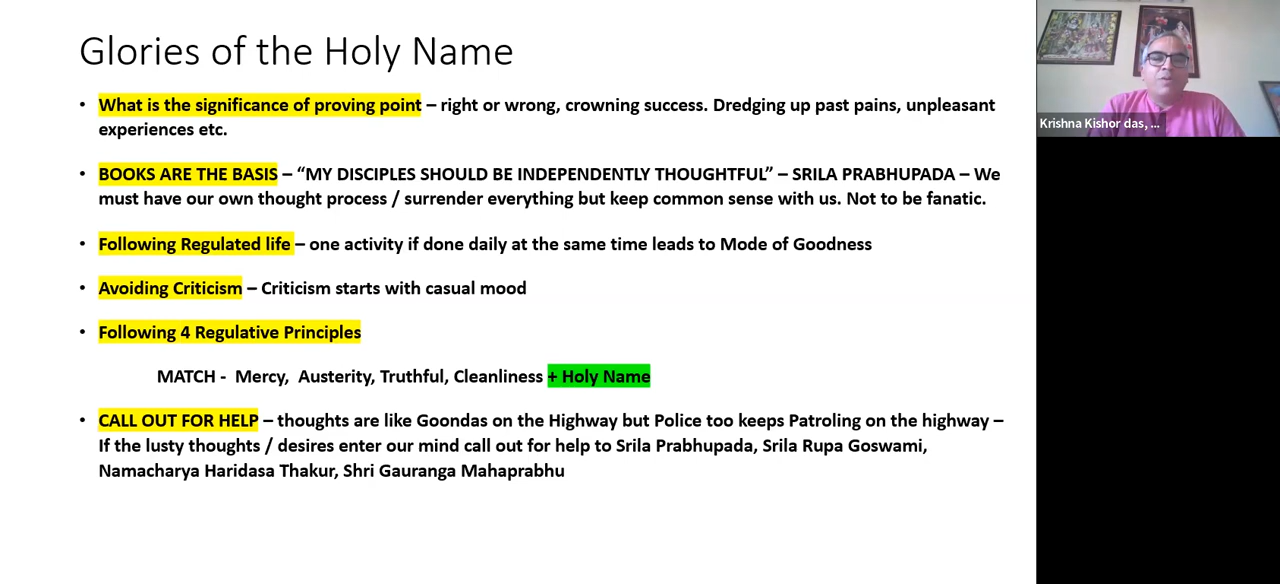 Glories of the Holy Name
• What is the significance of proving point – right or wrong, crowning success. Dredging up past pains, unpleasant
experiences etc.
• BOOKS ARE THE BASIS – “MY DISCIPLES SHOULD BE INDEPENDENTLY THOUGHTFUL” – SRILA PRABHUPADA – We
must have our own thought process / surrender everything but keep common sense with us. Not to be fanatic.
• Following Regulated life – one activity if done daily at the same time leads to Mode of Goodness
• Avoiding Criticism – Criticism starts with casual mood
• Following 4 Regulative Principles
MATCH - Mercy, Austerity, Truthful, Cleanliness + Holy Name
• CALL OUT FOR HELP – thoughts are like Goondas on the Highway but Police too keeps Patroling on the highway –
If the lusty thoughts / desires enter our mind call out for help to Srila Prabhupada, Srila Rupa Goswami,
Namacharya Haridasa Thakur, Shri Gauranga Mahaprabhu
Krishna Kishor das, ...